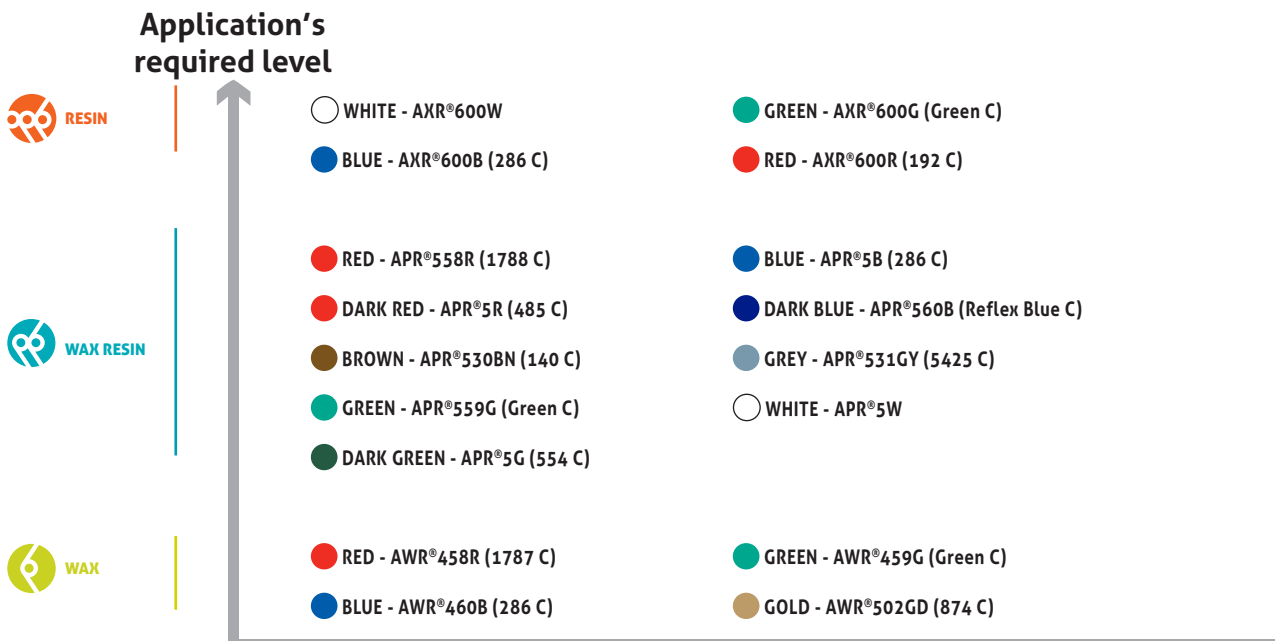 Application's
required level
RESIN
WHITE - AXR®600W
GREEN - AXR®600G (Green C)
BLUE - AXR®600B (286 C)
RED - AXR®600R (192 C)
WAX RESIN
RED - APR®558R (1788 C)
BLUE - APR®5B (286 C)
DARK RED - APR®5R (485 C)
DARK BLUE - APR®560B (Reflex Blue C)
BROWN - APR®530BN (140 C)
GREY - APR®531GY (5425 C)
GREEN - APR®559G (Green C)
WHITE - APR®5W
DARK GREEN - APR®5G (554 C)
WAX
RED - AWR®458R (1787 C)
GREEN - AWR®459G (Green C)
BLUE - AWR®460B (286 C)
GOLD - AWR®502GD (874 C)